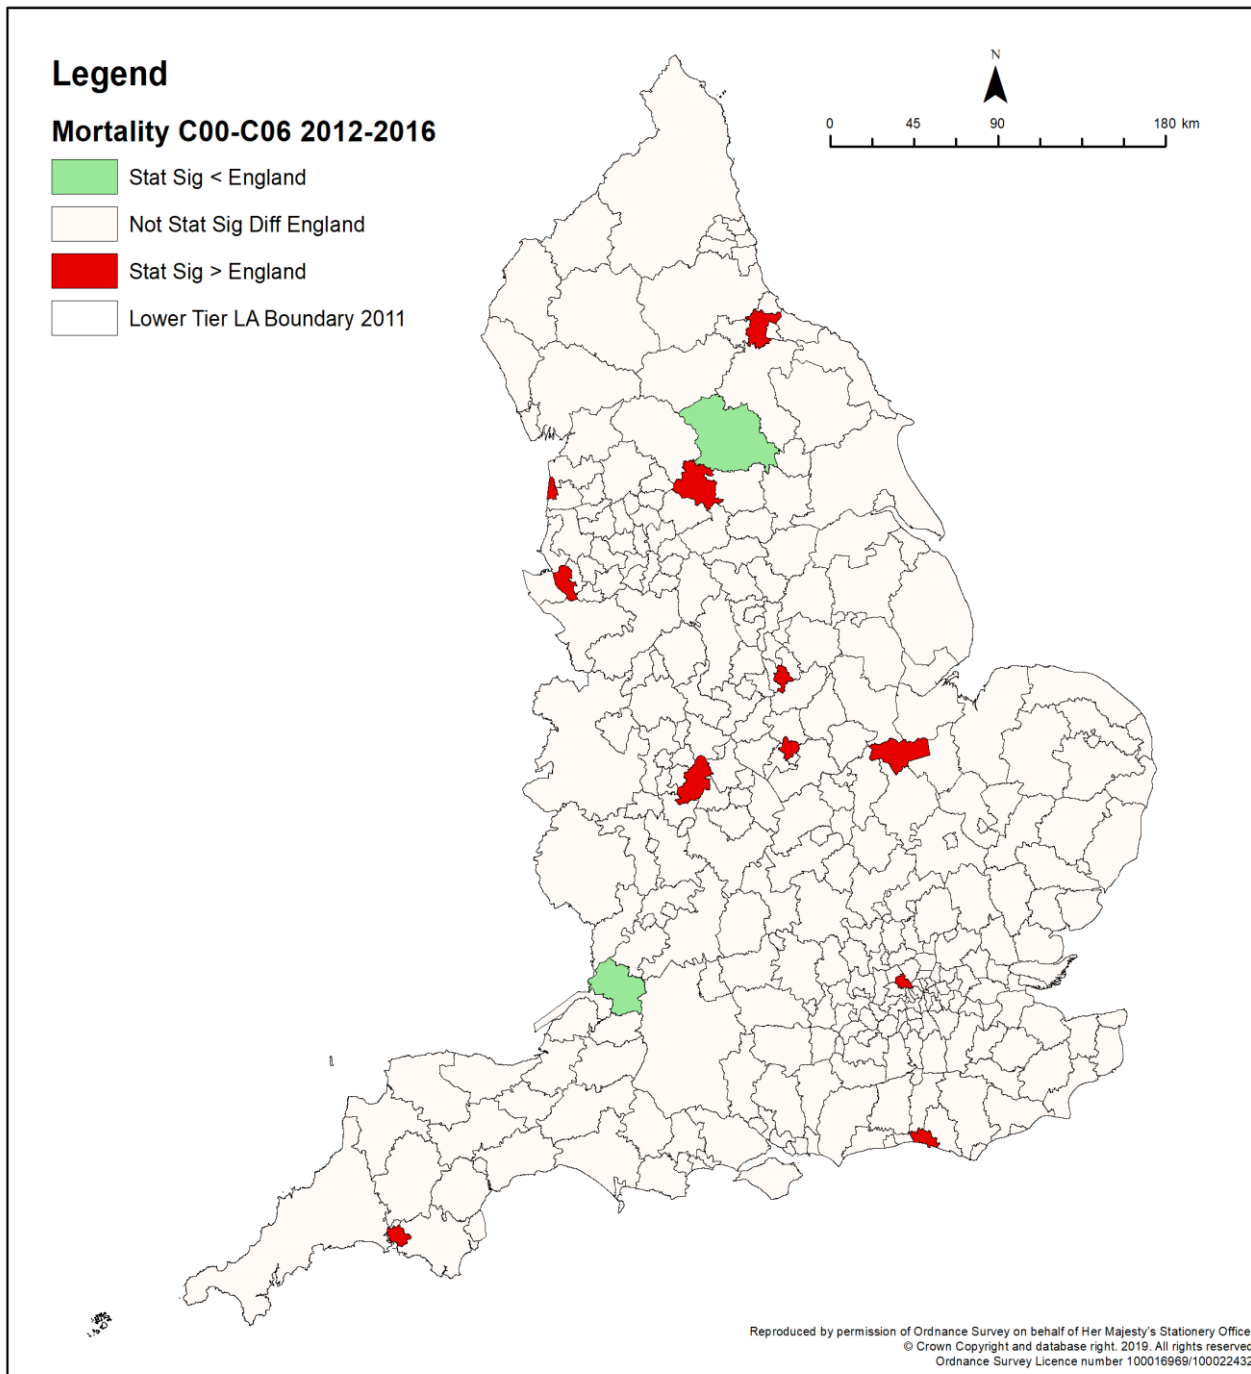 Legend
Mortality C00-C06 2012-2016
Stat Sig < England
Not Stat Sig Diff England
Stat Sig > England
Lower Tier LA Boundary 2011
N
0 45 90 180 km
Reproduced by permission of Ordnance Survey on behalf of Her Majesty's Stationery Office
© Crown Copyright and database right. 2019. All rights reserved
Ordnance Survey Licence number 100016969/100022432